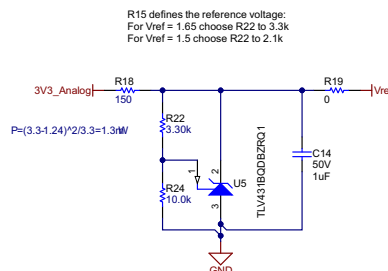 R15 defines the reference voltage:
For Vref = 1.65 choose R22 to 3.3k
For Vref = 1.5 choose R22 to 2.1k
3V3_Analog
R18
150
R19
0
Vref
R22
3.30k
P=(3.3-1.24)^2/3.3=1.3mW
R24
10.0k
1
2
3
U5
TLV431BQDBZRQ1
C14
50V
1uF
GND